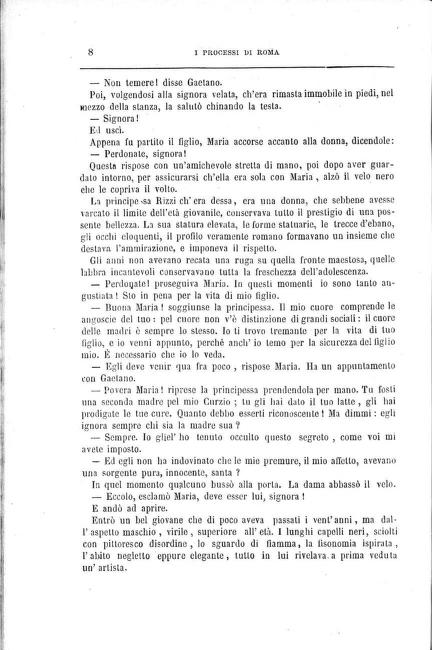 8 I PROCESSI DI ROMA
— Non temere! disse Gaetano.
Poi, volgendosi alla signora velata, ch'era rimasta immobile in piedi, nel
mezzo della stanza, la salutò chinando la testa.
— Signora!
Ed uscì.
Appena fu partito il figlio, Maria accorse accanto alla donna, dicendole:
— Perdonate, signora!
Questa rispose con un'amichevole stretta di mano, poi dopo aver guar-
dato intorno, per assicurarsi ch'ella era sola con Maria, alzò il velo nero
che le copriva il volto.
La principe sa Rizzi ch'era dessa, era una donna, che sebbene avesse
varcato il limite dell'età giovanile, conservava tutto il prestigio di una pos-
sente bellezza. La sua statura elevata, le forme statuarie, le trecce d'ebano,
gli occhi eloquenti, il profilo veramente romano formavano un insieme che
destava l'ammirazione, e imponeva il rispetto.
Gli anni non avevano recata una ruga su quella fronte maestosa, quelle
labbra incantevoli conservavano tutta la freschezza dell'adolescenza.
— Perdonate! proseguiva Maria. In questi momenti io sono tanto an-
gustiata! Sto in pena per la vita di mio figlio.
— Buona Maria! soggiunse la principessa. Il mio cuore comprende le
angoscie del tuo: pel cuore non v'è distinzione di grandi sociali: il cuore
delle madri è sempre lo stesso. Io ti trovo tremante per la vita di tuo
figlio, e io venni appunto, perchè anch'io temo per la sicurezza del figlio
mio. È necessario che io lo veda.
— Egli deve venir qua fra poco, rispose Maria. Ha un appuntamento
con Gaetano.
— Povera Maria! riprese la principessa prendendola per mano. Tu fosti
una seconda madre pel mio Curzio; tu gli hai dato il tuo latte, gli hai
prodigate le tue cure. Quanto debbo esserti riconoscente! Ma dimmi: egli
ignora sempre chi sia la madre sua?
— Sempre. Io gliel'ho tenuto occulto questo segreto, come voi mi
avete imposto.
— Ed egli non ha indovinato che le mie premure, il mio affetto, avevano
una sorgente pura, innocente, santa?
In quel momento qualcuno bussò alla porta. La dama abbassò il velo.
— Eccolo, esclamò Maria, deve esser lui, signora!
E andò ad aprire.
Entrò un bel giovane che di poco aveva passati i vent'anni, ma dal-
l'aspetto maschio, virile, superiore all'età. I lunghi capelli neri, sciolti
con pittoresco disordine, lo sguardo di fiamma, la fisonomia ispirata,
l'abito negletto eppure elegante, tutto in lui rivelava a prima veduta
un'artista.